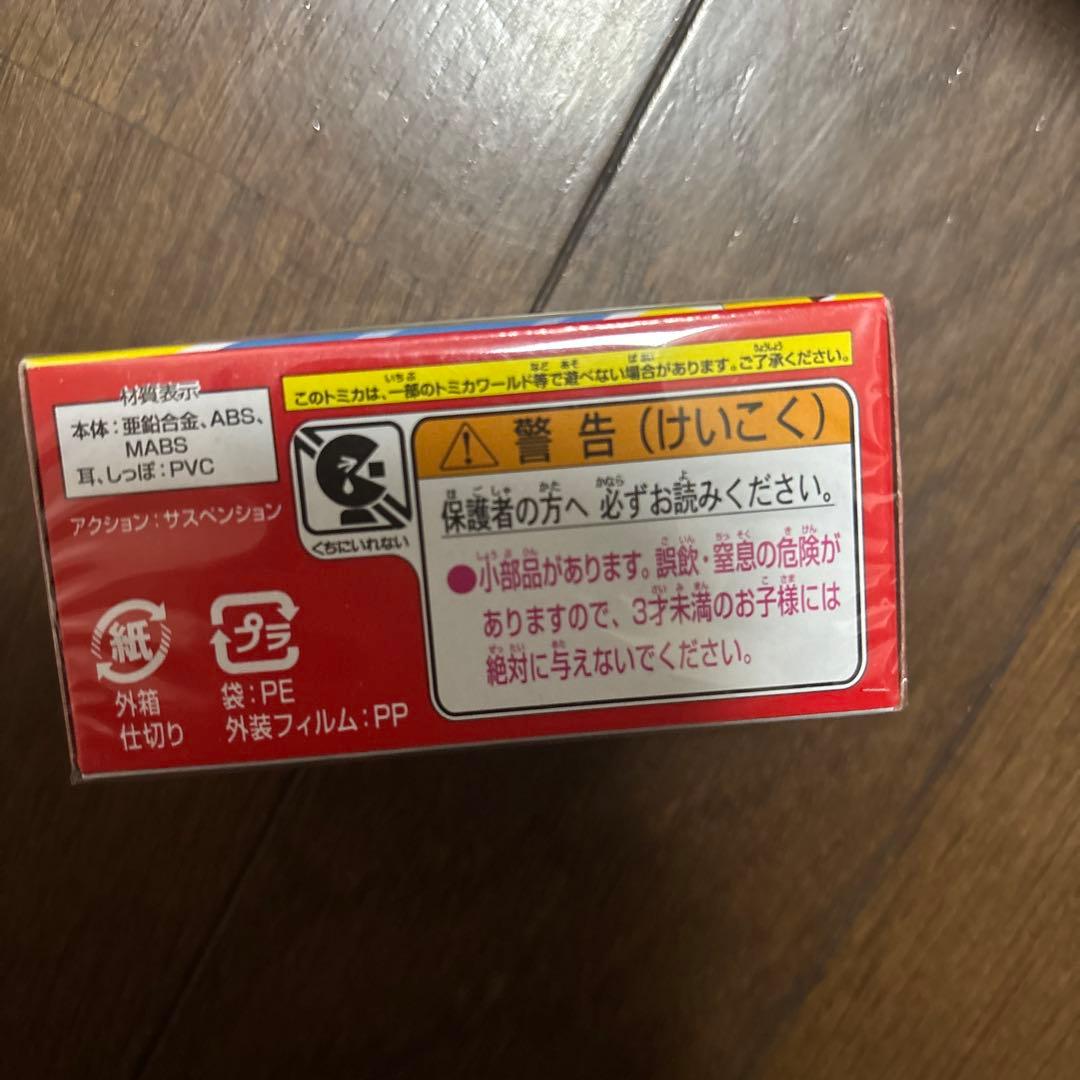 材質表示
本体：亜鉛合金、ABS、
MABS
耳、しっぽ：PVC
アクション：サスペンション
紙
外箱
仕切り
プラ
袋：PE
外装フィルム：PP
このトミカは、一部のトミカワールド等で遊べない場合があります。ご了承ください。
くちにいれない
警告（けいこく）
保護者の方へ 必ずお読みください。
●小部品があります。誤飲・窒息の危険が
ありますので、3才未満のお子様には
絶対に与えないでください。